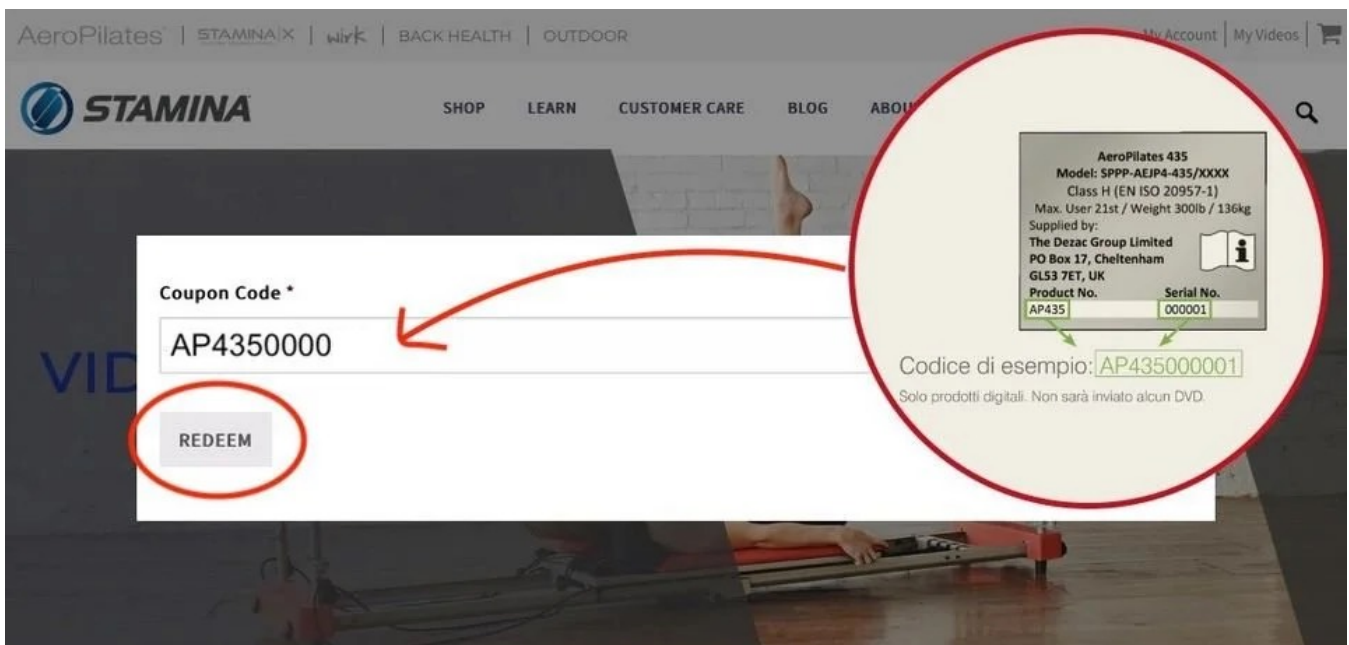 AeroPilates | STAMINA X | wirk | BACK HEALTH | OUTDOOR
My Account | My Videos |
STAMINA
SHOP LEARN CUSTOMER CARE BLOG ABOU
VID
Coupon Code *
AP4350000
REDEEM
AeroPilates 435
Model: SPPP-AEJP4-435/XXXX
Class H (EN ISO 20957-1)
Max. User 21st / Weight 300lb / 136kg
Supplied by:
The Dezac Group Limited
PO Box 17, Cheltenham
GL53 7ET, UK
Product No. Serial No.
AP435 000001
Codice di esempio: AP435000001
Solo prodotti digitali. Non sarà inviato alcun DVD.